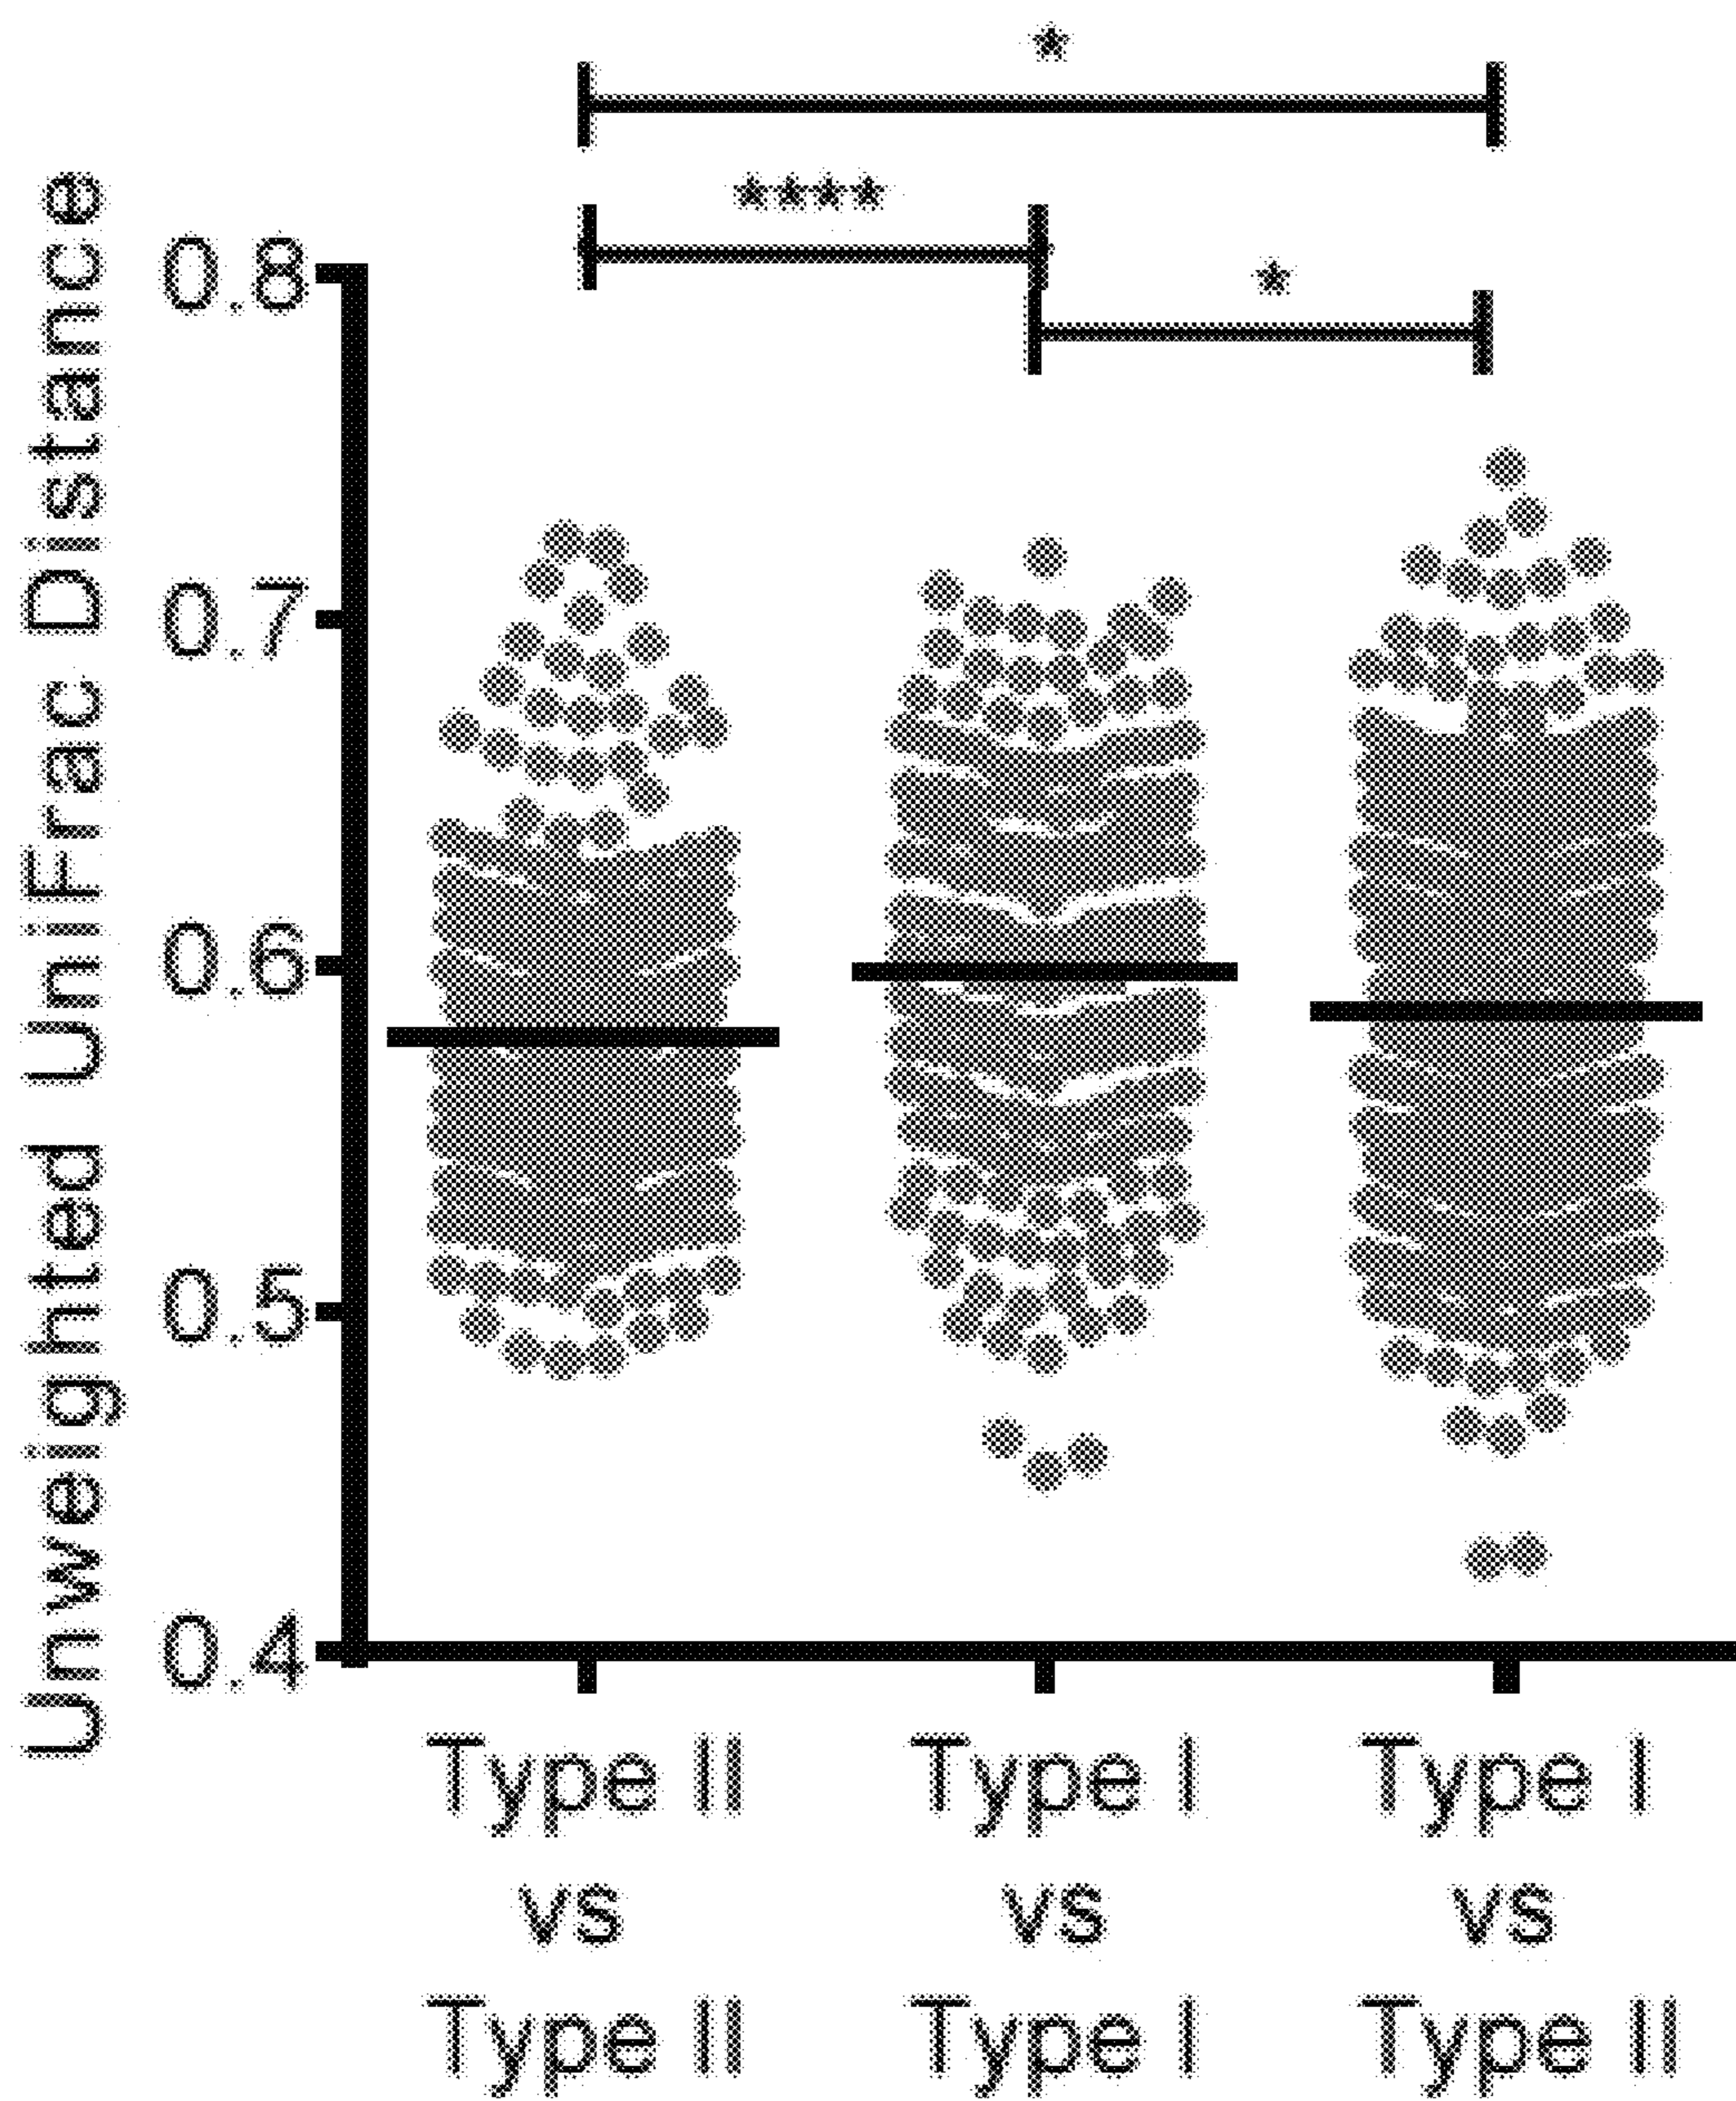 *
****
*
Unweighted UniFrac Distance
0.8
0.7
0.6
0.5
0.4
Type II
vs
Type II
Type I
vs
Type I
Type I
vs
Type II